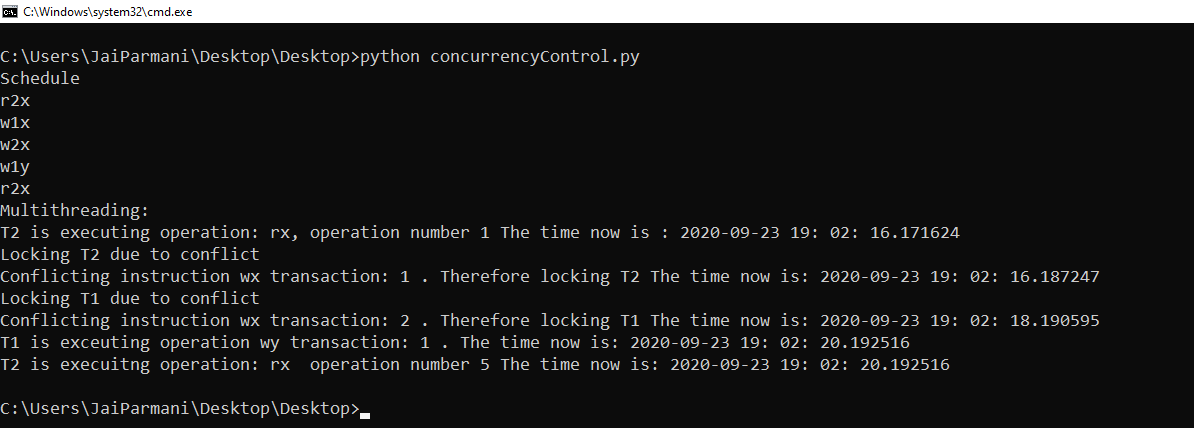 C:\Windows\system32\cmd.exe
C:\Users\JaiParmani\Desktop\Desktop>python concurrencyControl.py
Schedule
r2x
w1x
w2x
w1y
r2x
Multithreading:
T2 is executing operation: rx, operation number 1 The time now is : 2020-09-23 19: 02: 16.171624
Locking T2 due to conflict
Conflicting instruction wx transaction: 1 . Therefore locking T2 The time now is: 2020-09-23 19: 02: 16.187247
Locking T1 due to conflict
Conflicting instruction wx transaction: 2 . Therefore locking T1 The time now is: 2020-09-23 19: 02: 18.190595
T1 is exceuting operation wy transaction: 1 . The time now is: 2020-09-23 19: 02: 20.192516
T2 is execuitng operation: rx  operation number 5 The time now is: 2020-09-23 19: 02: 20.192516
C:\Users\JaiParmani\Desktop\Desktop>